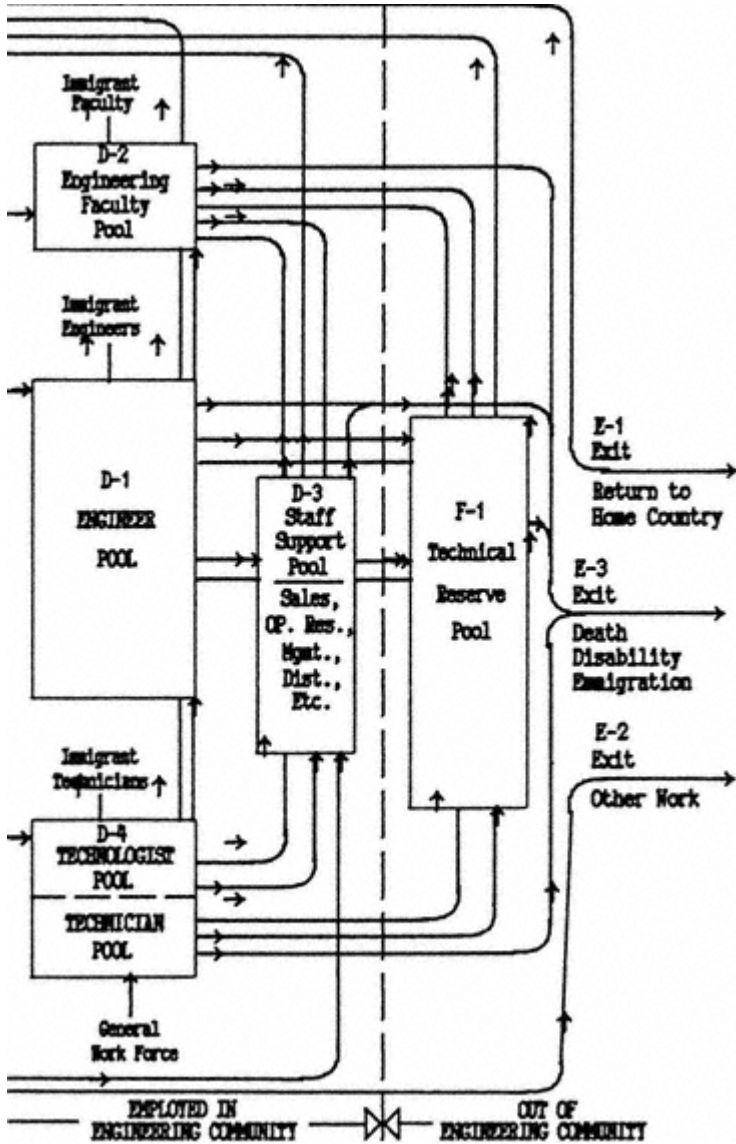 Immigrant
Faculty
D-2
Engineering
Faculty
Pool
Immigrant
Engineers
D-1
ENGINEER
POOL
D-3
Staff
Support
Pool
Sales,
OP. Res.,
Mgmt.,
Dist.,
Etc.
F-1
Technical
Reserve
Pool
E-1
Exit
Return to
Home Country
E-3
Exit
Death
Disability
Emmigration
E-2
Exit
Other Work
Immigrant
Technicians
D-4
TECHNOLOGIST
POOL
TECHNICIAN
POOL
General
Work Force
EMPLOYED IN
ENGINEERING COMMUNITY
OUT OF
ENGINEERING COMMUNITY